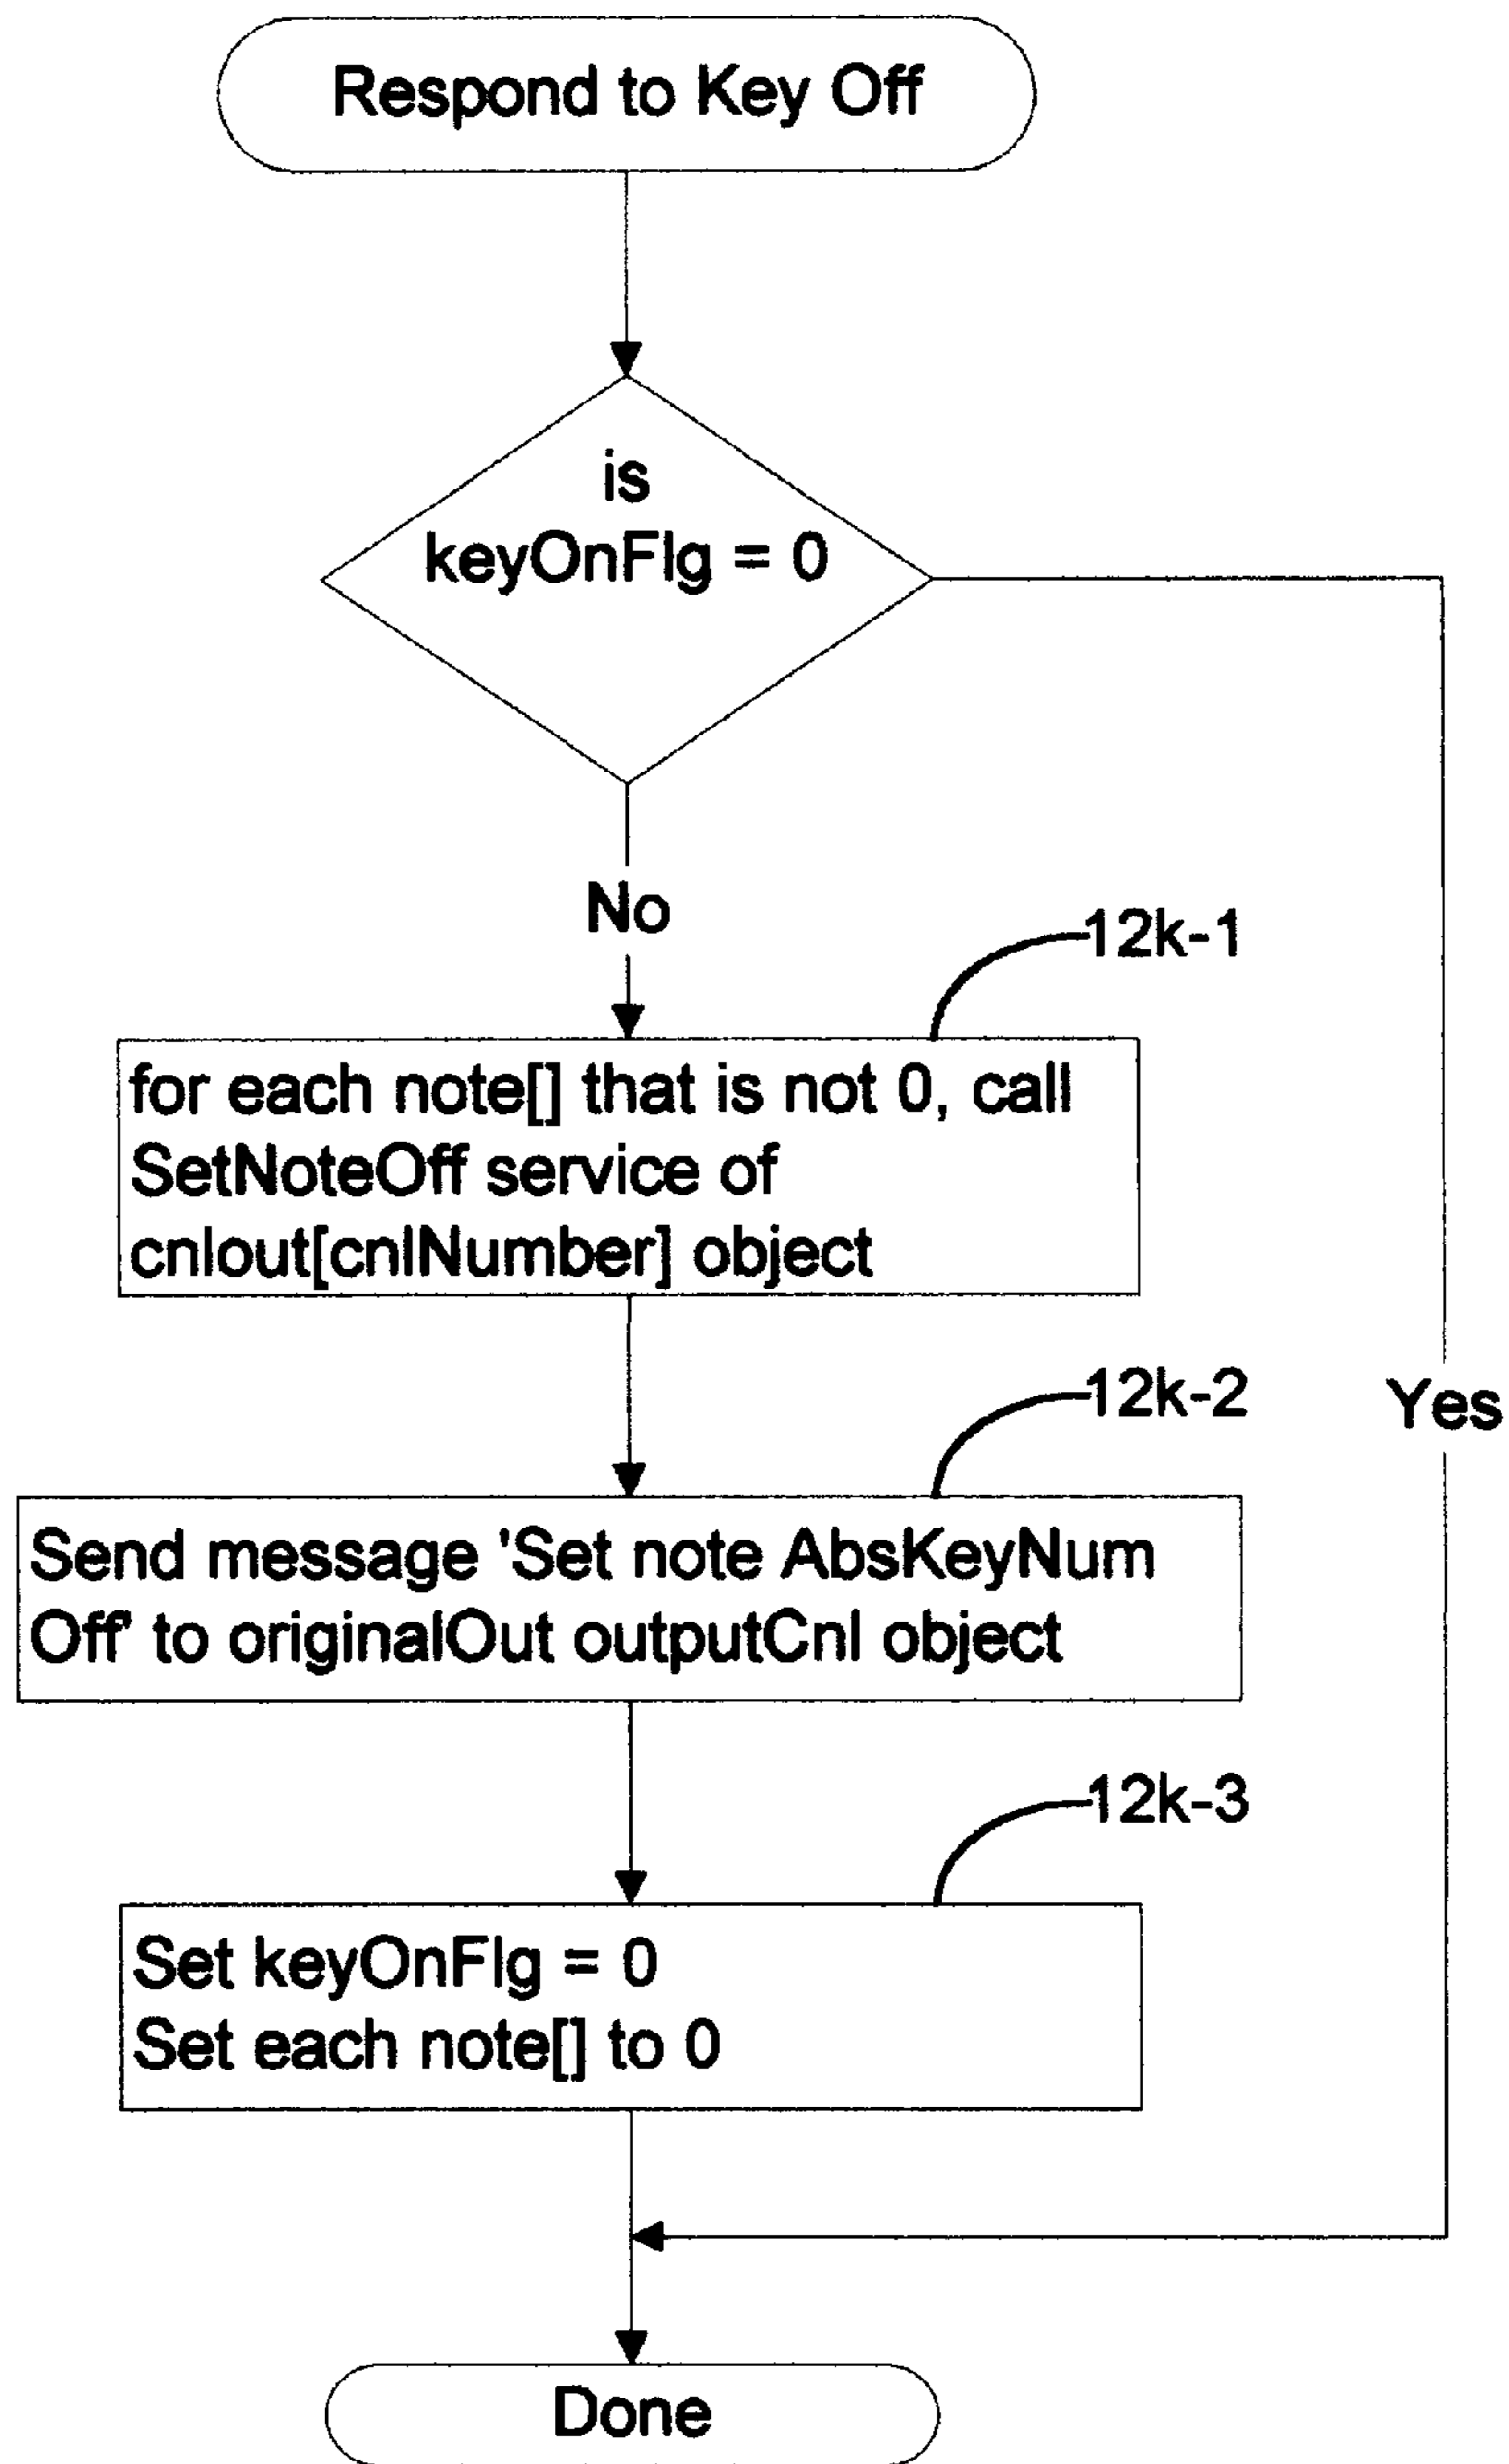 Respond to Key Off
is
keyOnFlg = 0
No
12k-1
for each note[] that is not 0, call
SetNoteOff service of
cnlout[cnlNumber] object
12k-2
Yes
Send message 'Set note AbsKeyNum
Off' to originalOut outputCnl object
12k-3
Set keyOnFlg = 0
Set each note[] to 0
Done